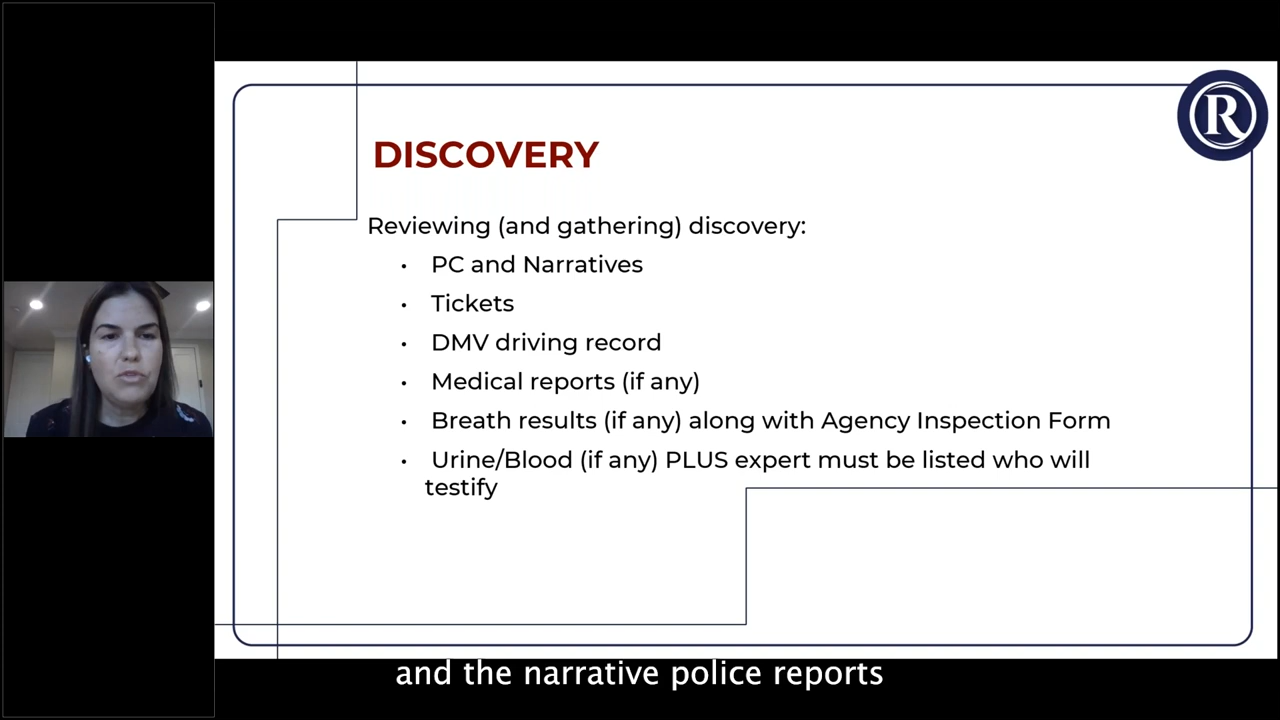 R
DISCOVERY
Reviewing (and gathering) discovery:
• PC and Narratives
• Tickets
• DMV driving record
• Medical reports (if any)
• Breath results (if any) along with Agency Inspection Form
• Urine/Blood (if any) PLUS expert must be listed who will
testify
and the narrative police reports